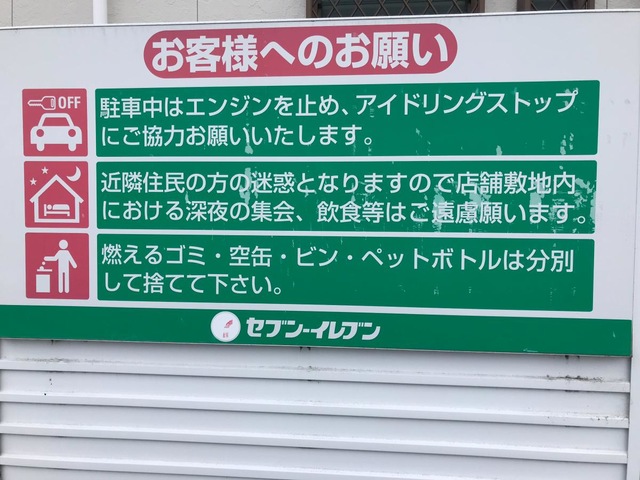 お客様へのお願い
OFF
駐車中はエンジンを止め、アイドリングストップ
にご協力お願いいたします。
近隣住民の方の迷惑となりますので店舗敷地内
における深夜の集会、飲食等はご遠慮願います。
燃えるゴミ・空缶・ビン・ペットボトルは分別
して捨てて下さい。
セブン-イレブン